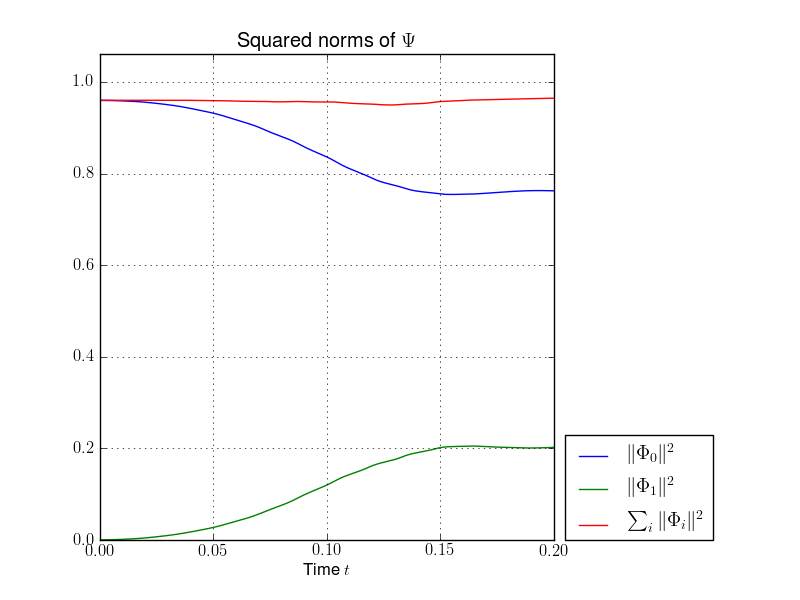 Squared norms of Ψ
1.0
0.8
0.6
0.4
0.2
0.0
0.00 0.05 0.10 0.15 0.20
Time t
‖Φ₀‖²
‖Φ₁‖²
∑ᵢ ‖Φᵢ‖²